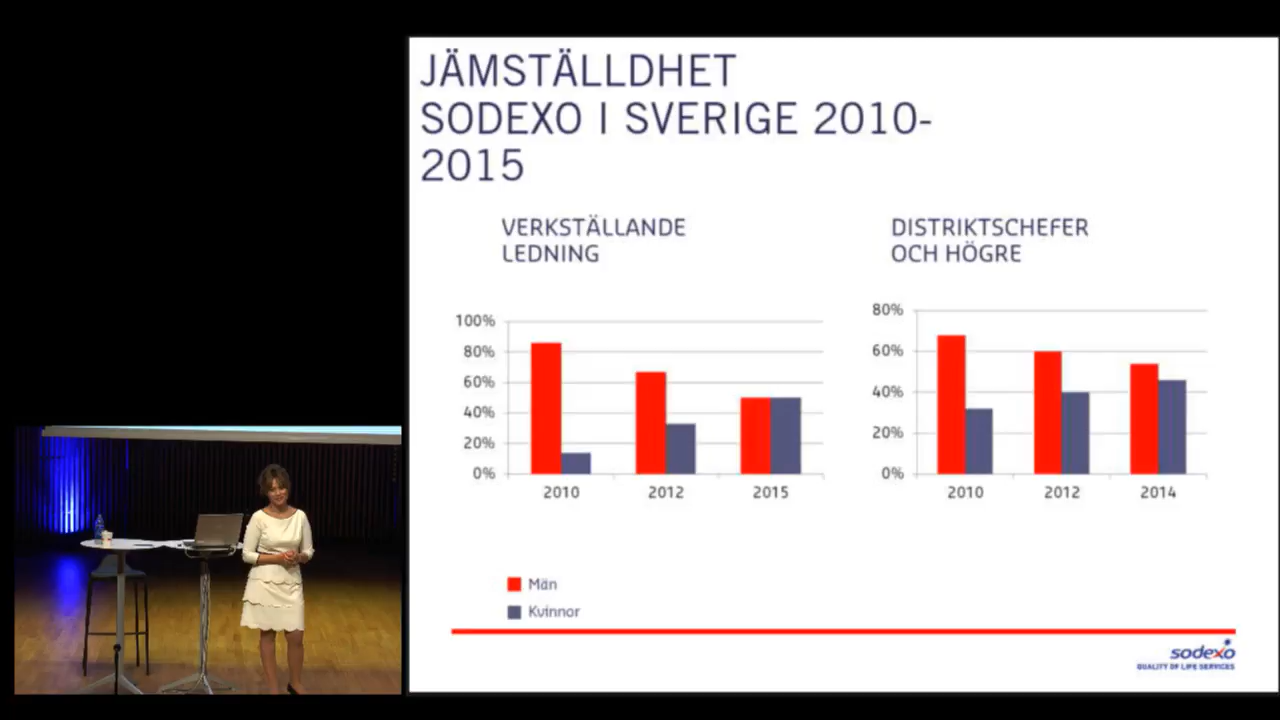 JÄMSTÄLLDHET
SODEXO I SVERIGE 2010-
2015
VERKSTÄLLANDE
LEDNING
100%
80%
60%
40%
20%
0%
2010 2012 2015
DISTRIKTSCHEFER
OCH HÖGRE
80%
60%
40%
20%
0%
2010 2012 2014
Män
Kvinnor
sodexo
QUALITY OF LIFE SERVICES